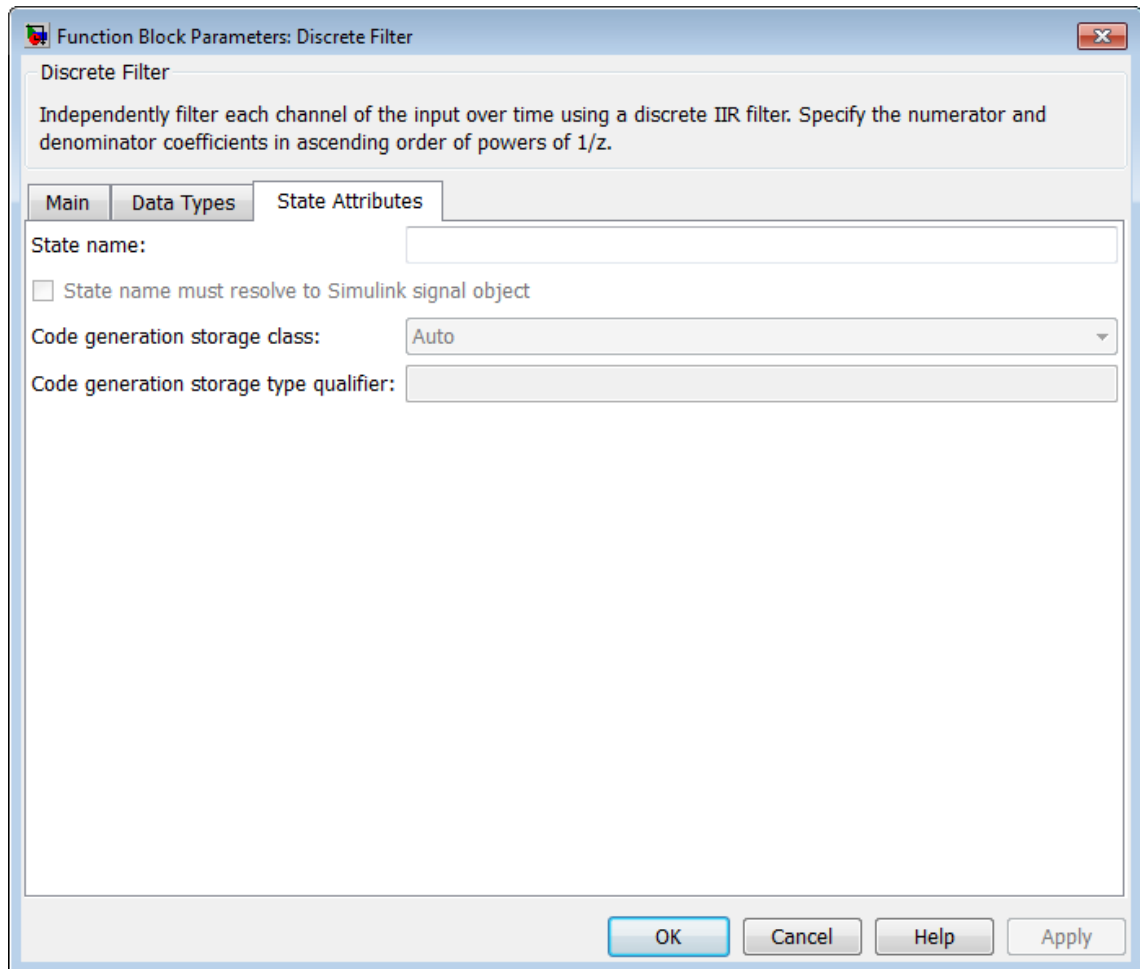 Function Block Parameters: Discrete Filter
Discrete Filter
Independently filter each channel of the input over time using a discrete IIR filter. Specify the numerator and
denominator coefficients in ascending order of powers of 1/z.
Main Data Types State Attributes
State name:
State name must resolve to Simulink signal object
Code generation storage class: Auto
Code generation storage type qualifier:
OK Cancel Help Apply